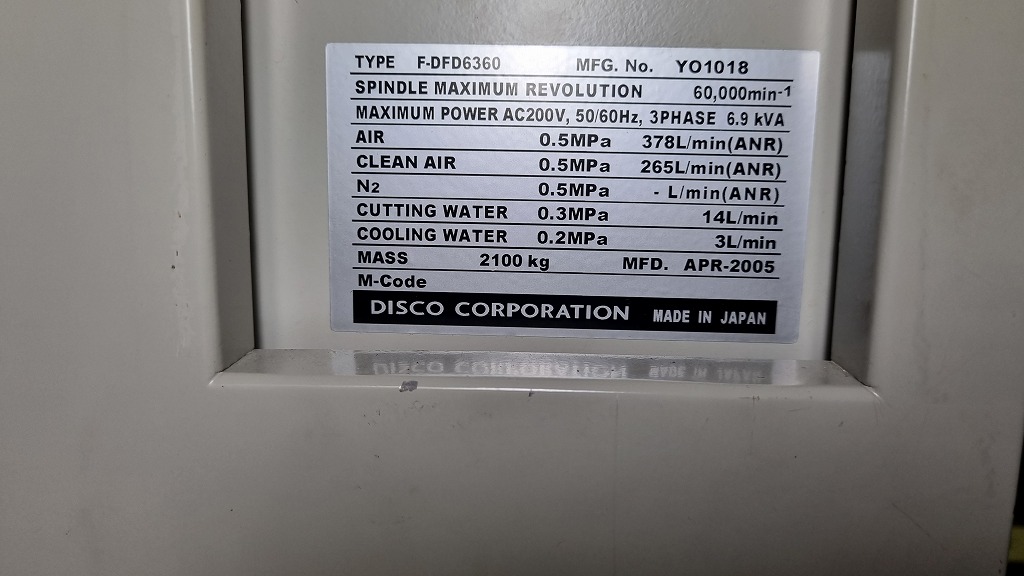 TYPE F-DFD6360 MFG. No. YO1018
SPINDLE MAXIMUM REVOLUTION 60,000min-1
MAXIMUM POWER AC200V, 50/60Hz, 3PHASE 6.9 kVA
AIR 0.5MPa 378L/min(ANR)
CLEAN AIR 0.5MPa 265L/min(ANR)
N2 0.5MPa - L/min(ANR)
CUTTING WATER 0.3MPa 14L/min
COOLING WATER 0.2MPa 3L/min
MASS 2100 kg MFD. APR-2005
M-Code
DISCO CORPORATION MADE IN JAPAN